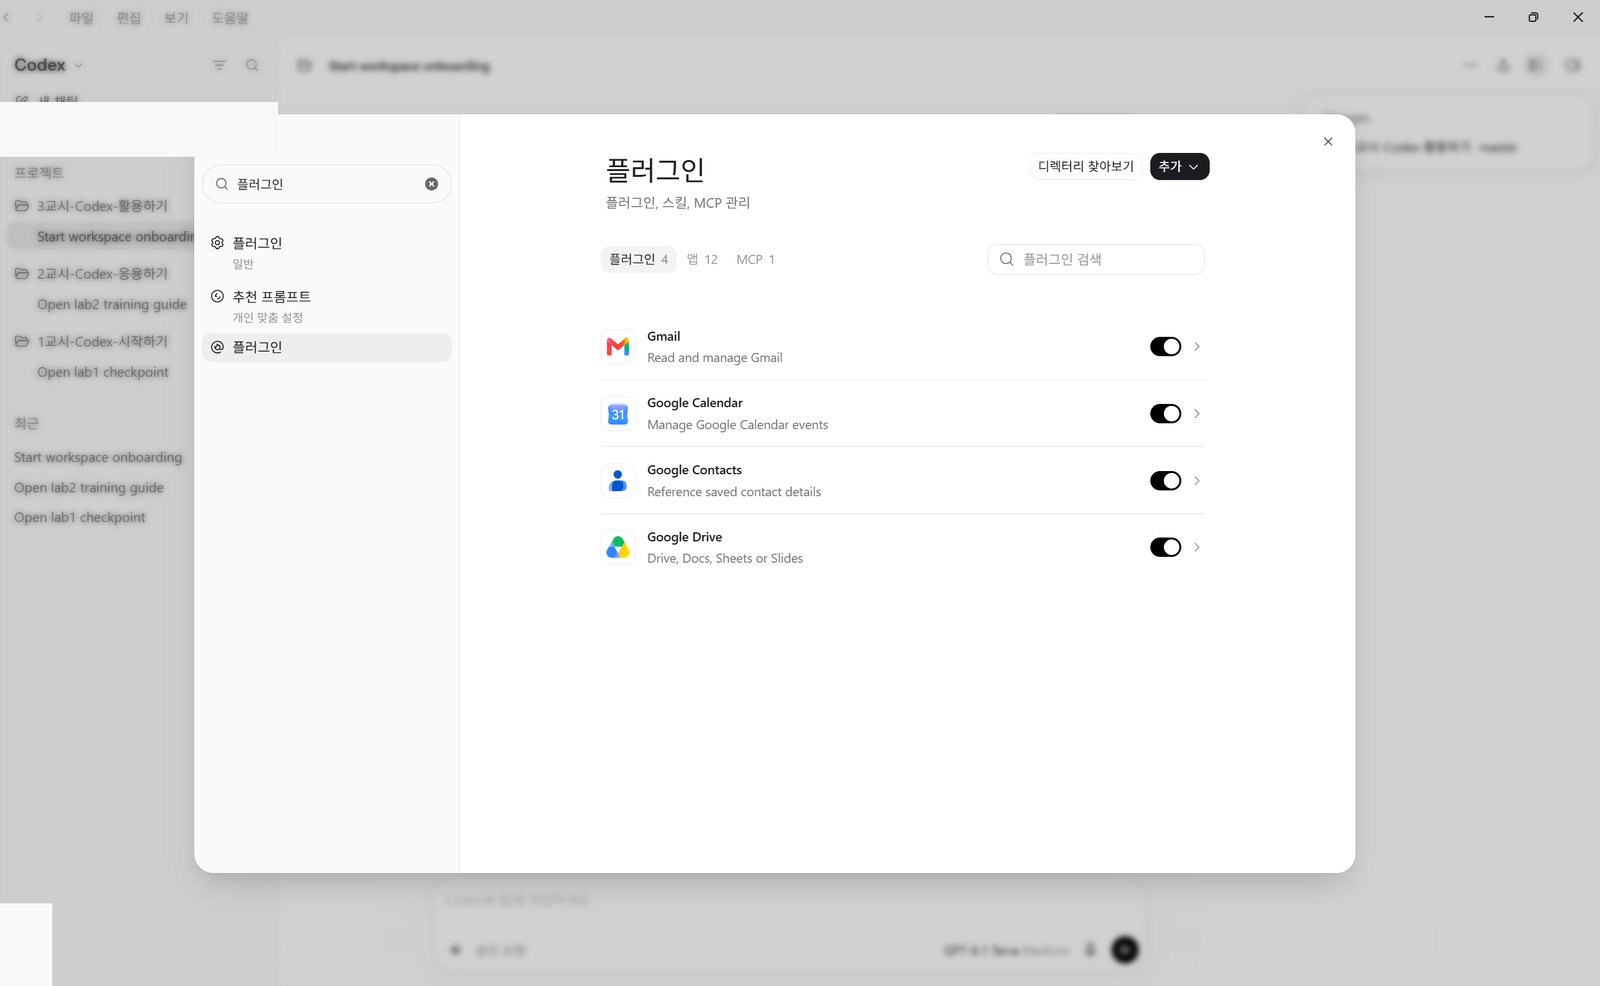 파일 편집 보기 도움말
Codex
Start workspace onboarding
새 채팅
프로젝트
3교시-Codex-활용하기
Start workspace onboardin
2교시-Codex-응용하기
Open lab2 training guide
1교시-Codex-시작하기
Open lab1 checkpoint
최근
Start workspace onboarding
Open lab2 training guide
Open lab1 checkpoint
플러그인
플러그인
일반
추천 프롬프트
개인 맞춤 설정
플러그인
플러그인
디렉터리 찾아보기
추가
플러그인, 스킬, MCP 관리
플러그인 4
앱 12
MCP 1
플러그인 검색
Gmail
Read and manage Gmail
31
Google Calendar
Manage Google Calendar events
Google Contacts
Reference saved contact details
Google Drive
Drive, Docs, Sheets or Slides